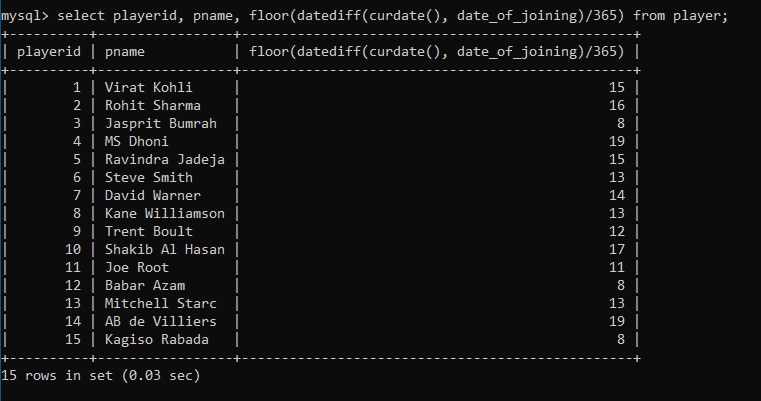 mysql> select playerid, pname, floor(datediff(curdate(), date_of_joining)/365) from player;
+----------+-----------------+-------------------------------------------------+
| playerid | pname           | floor(datediff(curdate(), date_of_joining)/365) |
+----------+-----------------+-------------------------------------------------+
|        1 | Virat Kohli     |                                              15 |
|        2 | Rohit Sharma    |                                              16 |
|        3 | Jasprit Bumrah  |                                               8 |
|        4 | MS Dhoni        |                                              19 |
|        5 | Ravindra Jadeja |                                              15 |
|        6 | Steve Smith     |                                              13 |
|        7 | David Warner    |                                              14 |
|        8 | Kane Williamson |                                              13 |
|        9 | Trent Boult     |                                              12 |
|       10 | Shakib Al Hasan |                                              17 |
|       11 | Joe Root        |                                              11 |
|       12 | Babar Azam      |                                               8 |
|       13 | Mitchell Starc  |                                              13 |
|       14 | AB de Villiers  |                                              19 |
|       15 | Kagiso Rabada   |                                               8 |
+----------+-----------------+-------------------------------------------------+
15 rows in set (0.03 sec)